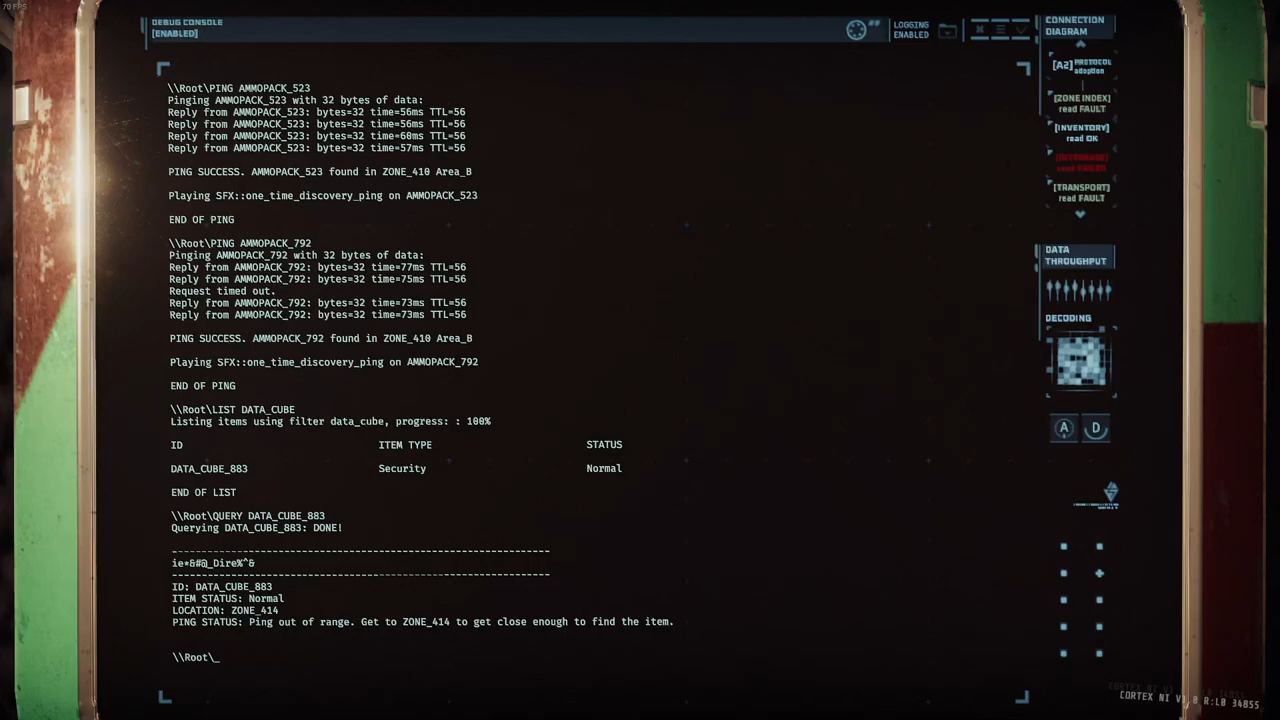 70 FPS
DEBUG CONSOLE
[ENABLED]
LOGGING
ENABLED
CONNECTION
DIAGRAM
[A2] PROTOCOL
adaption
[ZONE INDEX]
read FAULT
[INVENTORY]
read OK
[TRANSPORT]
read FAULT
DATA
THROUGHPUT
DECODING
A D
\\Root\PING AMMOPACK_523
Pinging AMMOPACK_523 with 32 bytes of data:
Reply from AMMOPACK_523: bytes=32 time=56ms TTL=56
Reply from AMMOPACK_523: bytes=32 time=56ms TTL=56
Reply from AMMOPACK_523: bytes=32 time=60ms TTL=56
Reply from AMMOPACK_523: bytes=32 time=57ms TTL=56
PING SUCCESS. AMMOPACK_523 found in ZONE_410 Area_B
Playing SFX::one_time_discovery_ping on AMMOPACK_523
END OF PING
\\Root\PING AMMOPACK_792
Pinging AMMOPACK_792 with 32 bytes of data:
Reply from AMMOPACK_792: bytes=32 time=77ms TTL=56
Reply from AMMOPACK_792: bytes=32 time=75ms TTL=56
Request timed out.
Reply from AMMOPACK_792: bytes=32 time=73ms TTL=56
Reply from AMMOPACK_792: bytes=32 time=73ms TTL=56
PING SUCCESS. AMMOPACK_792 found in ZONE_410 Area_B
Playing SFX::one_time_discovery_ping on AMMOPACK_792
END OF PING
\\Root\LIST DATA_CUBE
Listing items using filter data_cube, progress: : 100%
ID ITEM TYPE STATUS
DATA_CUBE_883 Security Normal
END OF LIST
\\Root\QUERY DATA_CUBE_883
Querying DATA_CUBE_883: DONE!
----------------------------------------------------------------
ie*&#@_Dire%^&
----------------------------------------------------------------
ID: DATA_CUBE_883
ITEM STATUS: Normal
LOCATION: ZONE_414
PING STATUS: Ping out of range. Get to ZONE_414 to get close enough to find the item.
\\Root\_
CORTEX NI V1.0 R:L0 34855